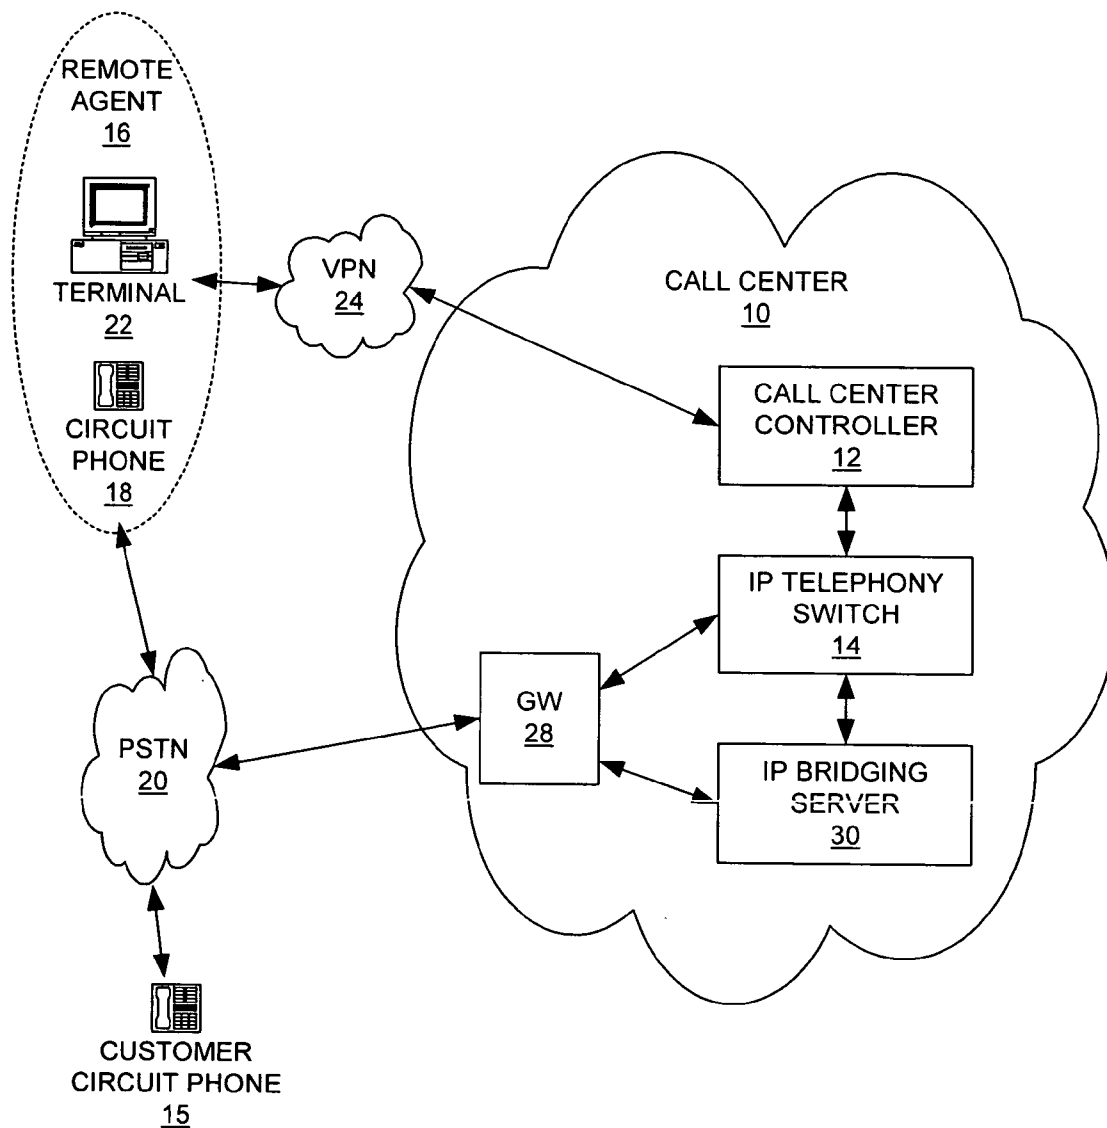 REMOTE
AGENT
16
TERMINAL
22
CIRCUIT
PHONE
18
VPN
24
CALL CENTER
10
CALL CENTER
CONTROLLER
12
IP TELEPHONY
SWITCH
14
GW
28
IP BRIDGING
SERVER
30
PSTN
20
CUSTOMER
CIRCUIT PHONE
15